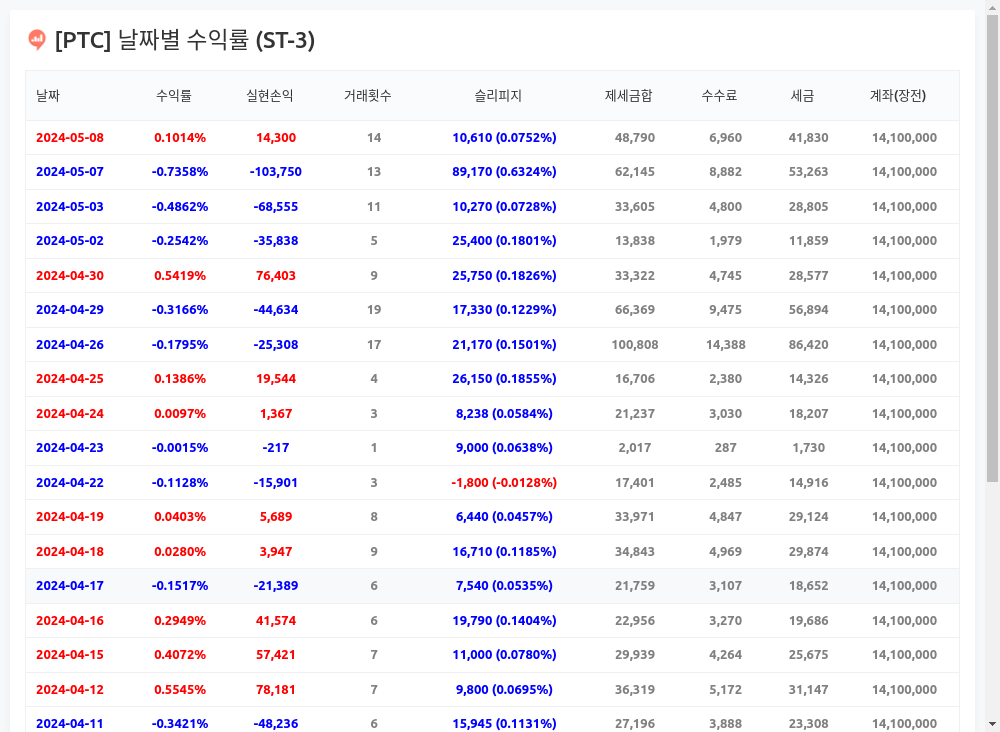 [PTC] 날짜별 수익률 (ST-3)
날짜 수익률 실현손익 거래횟수 슬리피지 제세금합 수수료 세금 계좌(장전)
2024-05-08 0.1014% 14,300 14 10,610 (0.0752%) 48,790 6,960 41,830 14,100,000
2024-05-07 -0.7358% -103,750 13 89,170 (0.6324%) 62,145 8,882 53,263 14,100,000
2024-05-03 -0.4862% -68,555 11 10,270 (0.0728%) 33,605 4,800 28,805 14,100,000
2024-05-02 -0.2542% -35,838 5 25,400 (0.1801%) 13,838 1,979 11,859 14,100,000
2024-04-30 0.5419% 76,403 9 25,750 (0.1826%) 33,322 4,745 28,577 14,100,000
2024-04-29 -0.3166% -44,634 19 17,330 (0.1229%) 66,369 9,475 56,894 14,100,000
2024-04-26 -0.1795% -25,308 17 21,170 (0.1501%) 100,808 14,388 86,420 14,100,000
2024-04-25 0.1386% 19,544 4 26,150 (0.1855%) 16,706 2,380 14,326 14,100,000
2024-04-24 0.0097% 1,367 3 8,238 (0.0584%) 21,237 3,030 18,207 14,100,000
2024-04-23 -0.0015% -217 1 9,000 (0.0638%) 2,017 287 1,730 14,100,000
2024-04-22 -0.1128% -15,901 3 -1,800 (-0.0128%) 17,401 2,485 14,916 14,100,000
2024-04-19 0.0403% 5,689 8 6,440 (0.0457%) 33,971 4,847 29,124 14,100,000
2024-04-18 0.0280% 3,947 9 16,710 (0.1185%) 34,843 4,969 29,874 14,100,000
2024-04-17 -0.1517% -21,389 6 7,540 (0.0535%) 21,759 3,107 18,652 14,100,000
2024-04-16 0.2949% 41,574 6 19,790 (0.1404%) 22,956 3,270 19,686 14,100,000
2024-04-15 0.4072% 57,421 7 11,000 (0.0780%) 29,939 4,264 25,675 14,100,000
2024-04-12 0.5545% 78,181 7 9,800 (0.0695%) 36,319 5,172 31,147 14,100,000
2024-04-11 -0.3421% -48,236 6 15,945 (0.1131%) 27,196 3,888 23,308 14,100,000